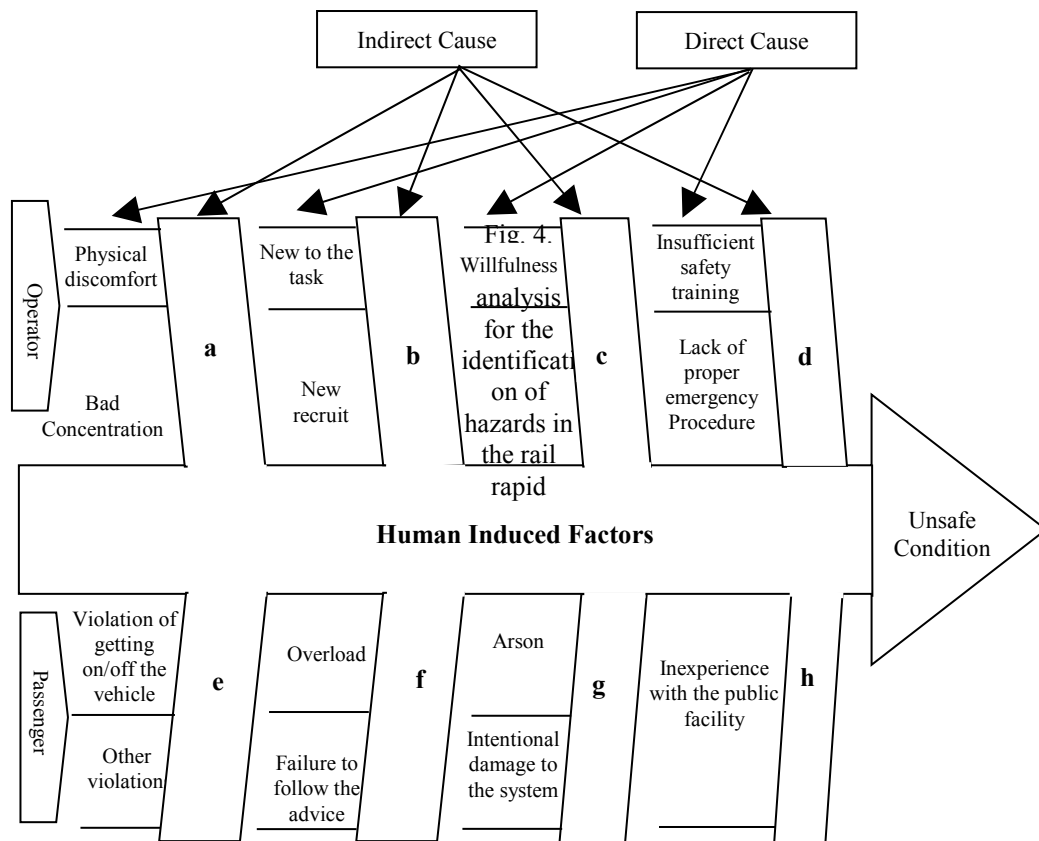 Indirect Cause
Direct Cause
Operator
Physical
discomfort
Bad
Concentration
a
New to the
task
New
recruit
b
Fig. 4.
Willfulness
analysis
for the
identificati
on of
hazards in
the rail
rapid
c
Insufficient
safety
training
Lack of
proper
emergency
Procedure
d
Human Induced Factors
Unsafe
Condition
Passenger
Violation of
getting
on/off the
vehicle
Other
violation
e
Overload
Failure to
follow the
advice
f
Arson
Intentional
damage to
the system
g
Inexperience
with the public
facility
h